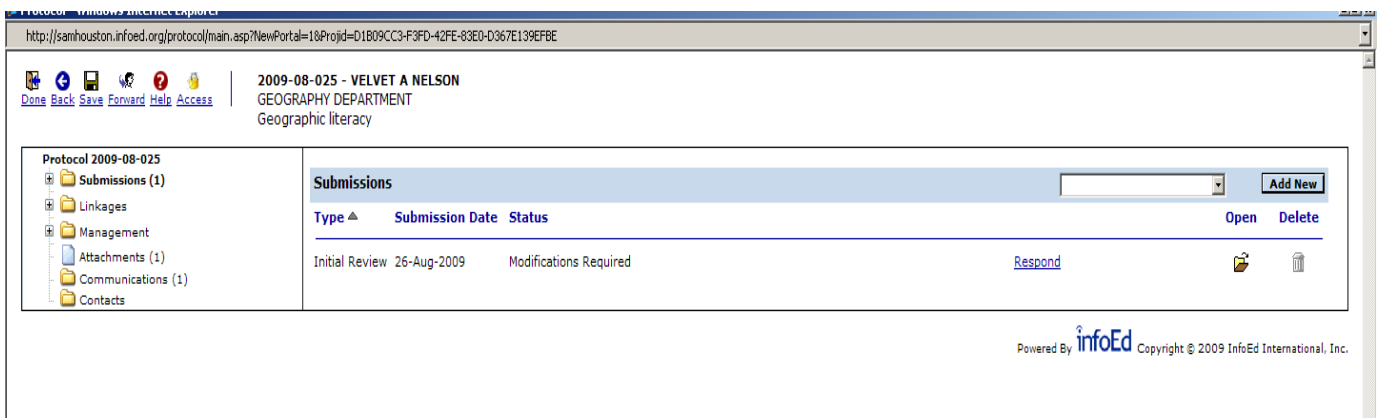 Protocol - Windows Internet Explorer
http://samhouston.infoed.org/protocol/main.asp?NewPortal=1&Projid=D1B09CC3-F3FD-42FE-83E0-D367E139EFBE
Done Back Save Forward Help Access
2009-08-025 - VELVET A NELSON
GEOGRAPHY DEPARTMENT
Geographic literacy
Protocol 2009-08-025
Submissions (1)
Linkages
Management
Attachments (1)
Communications (1)
Contacts
Submissions
Add New
Type Submission Date Status Open Delete
Initial Review 26-Aug-2009 Modifications Required Respond
Powered By infoEd Copyright © 2009 InfoEd International, Inc.